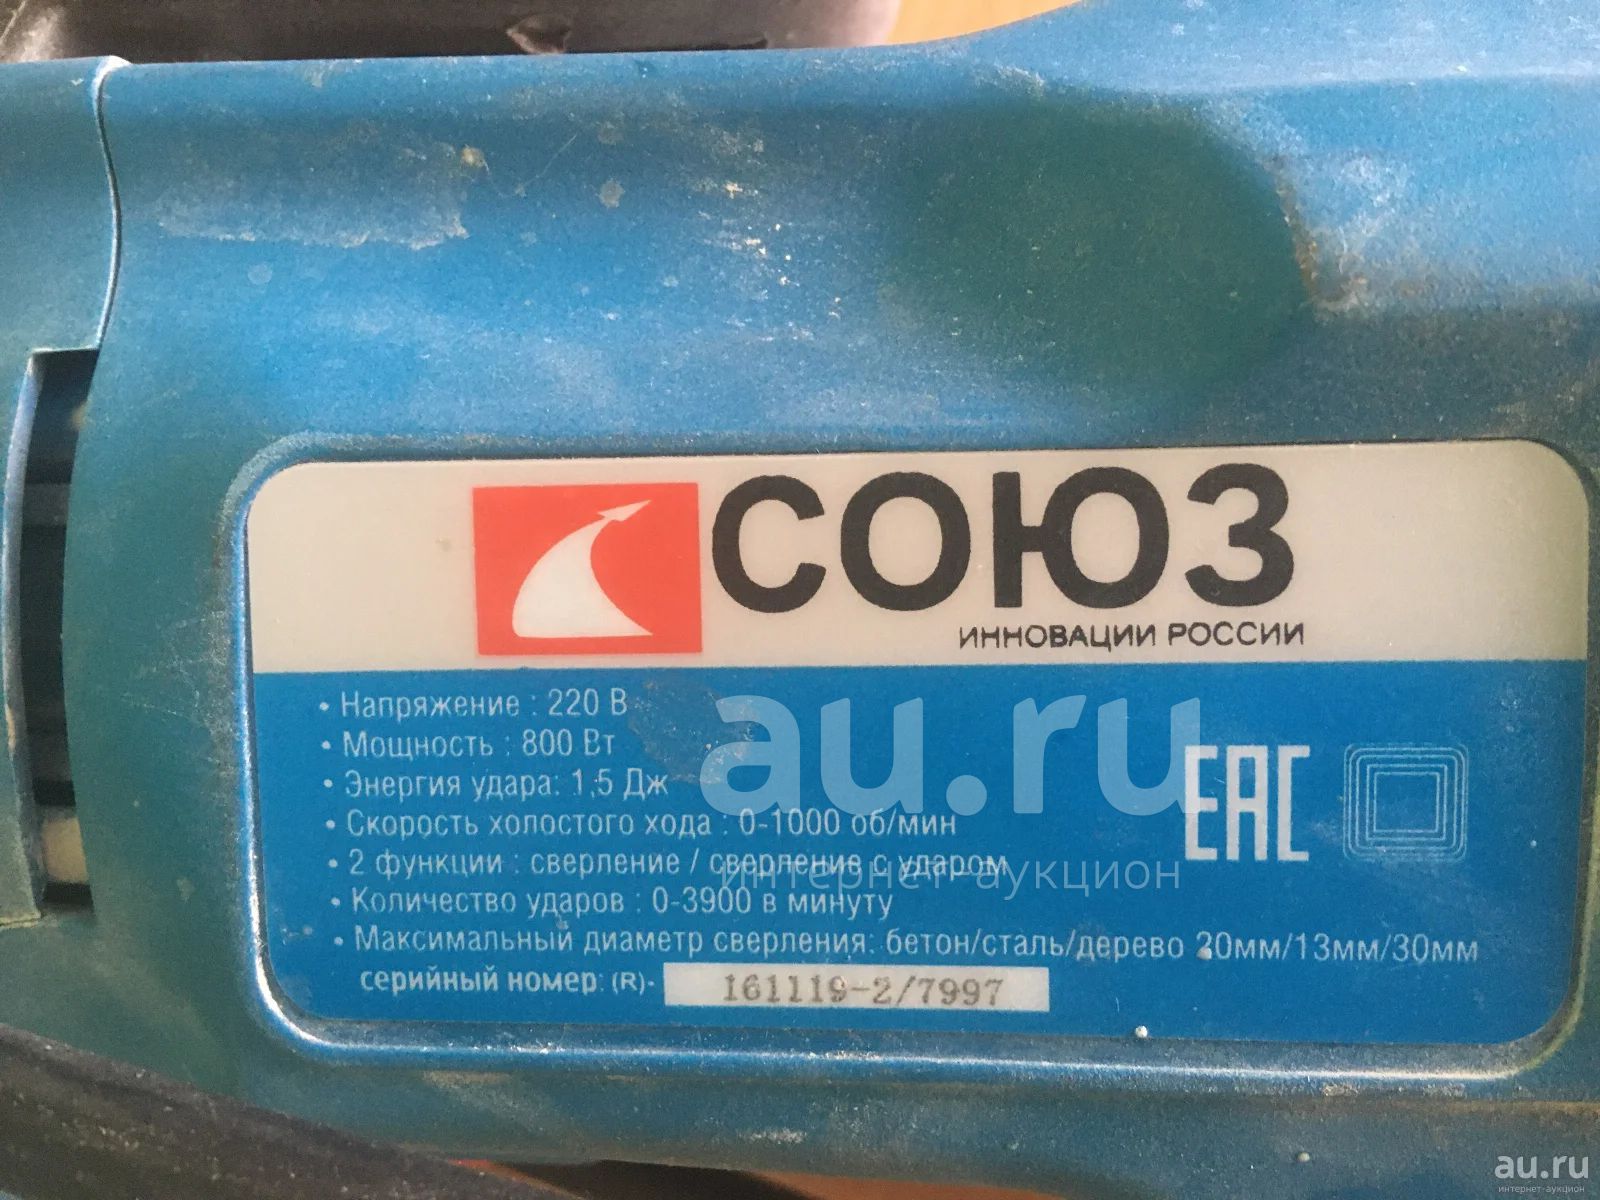 СОЮЗ
ИННОВАЦИИ РОССИИ
• Напряжение : 220 В
• Мощность : 800 Вт
• Энергия удара: 1,5 Дж
• Скорость холостого хода : 0-1000 об/мин
• 2 функции : сверление / сверление с ударом
• Количество ударов : 0-3900 в минуту
• Максимальный диаметр сверления: бетон/сталь/дерево 20мм/13мм/30мм
серийный номер: (R)- 161119-2/7997
EAC
au.ru
интернет-аукцион
au.ru
интернет-аукцион